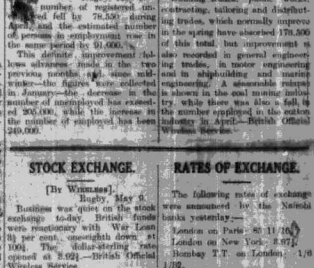 number of registered un-
employed fell by 78,550 during
and the estimated number
of persons in employment rose in
the same period by 91,000.
This definite improvement fol-
lows advances made in the two
previous months since mid-
winter—the figures were collected
in January—the decrease in the
number of unemployed has exceed-
ed 205,000, while the increase in
the number of employed has been
249,000.
STOCK EXCHANGE.
[By Wireless].
Rugby, May 9.
Business was quiet on the stock
exchange to-day. British funds
were reactionary with War Loan
3½ per cent. one-eighth down at
The dollar-sterling rate
opened at 3.92½.—British Official
Wireless Service.
contracting, tailoring and distribut-
ing trades, which normally improve
in the spring have absorbed 178,500
of this total, but improvement is
also recorded in general engineer-
ing trades, in motor engineering
and in shipbuilding and marine
engineering. A seasonable relapse
is shown in the coal mining indus-
try, while there was also a fall in
the number employed in the cotton
industry in April.—British Official
Wireless Service.
RATES OF EXCHANGE.
The following rates of exchange
were announced by the Nairobi
banks yesterday:—
London on Paris 83 11/16
London on New York 3.87
Bombay T.T. on London 1/6
1/32